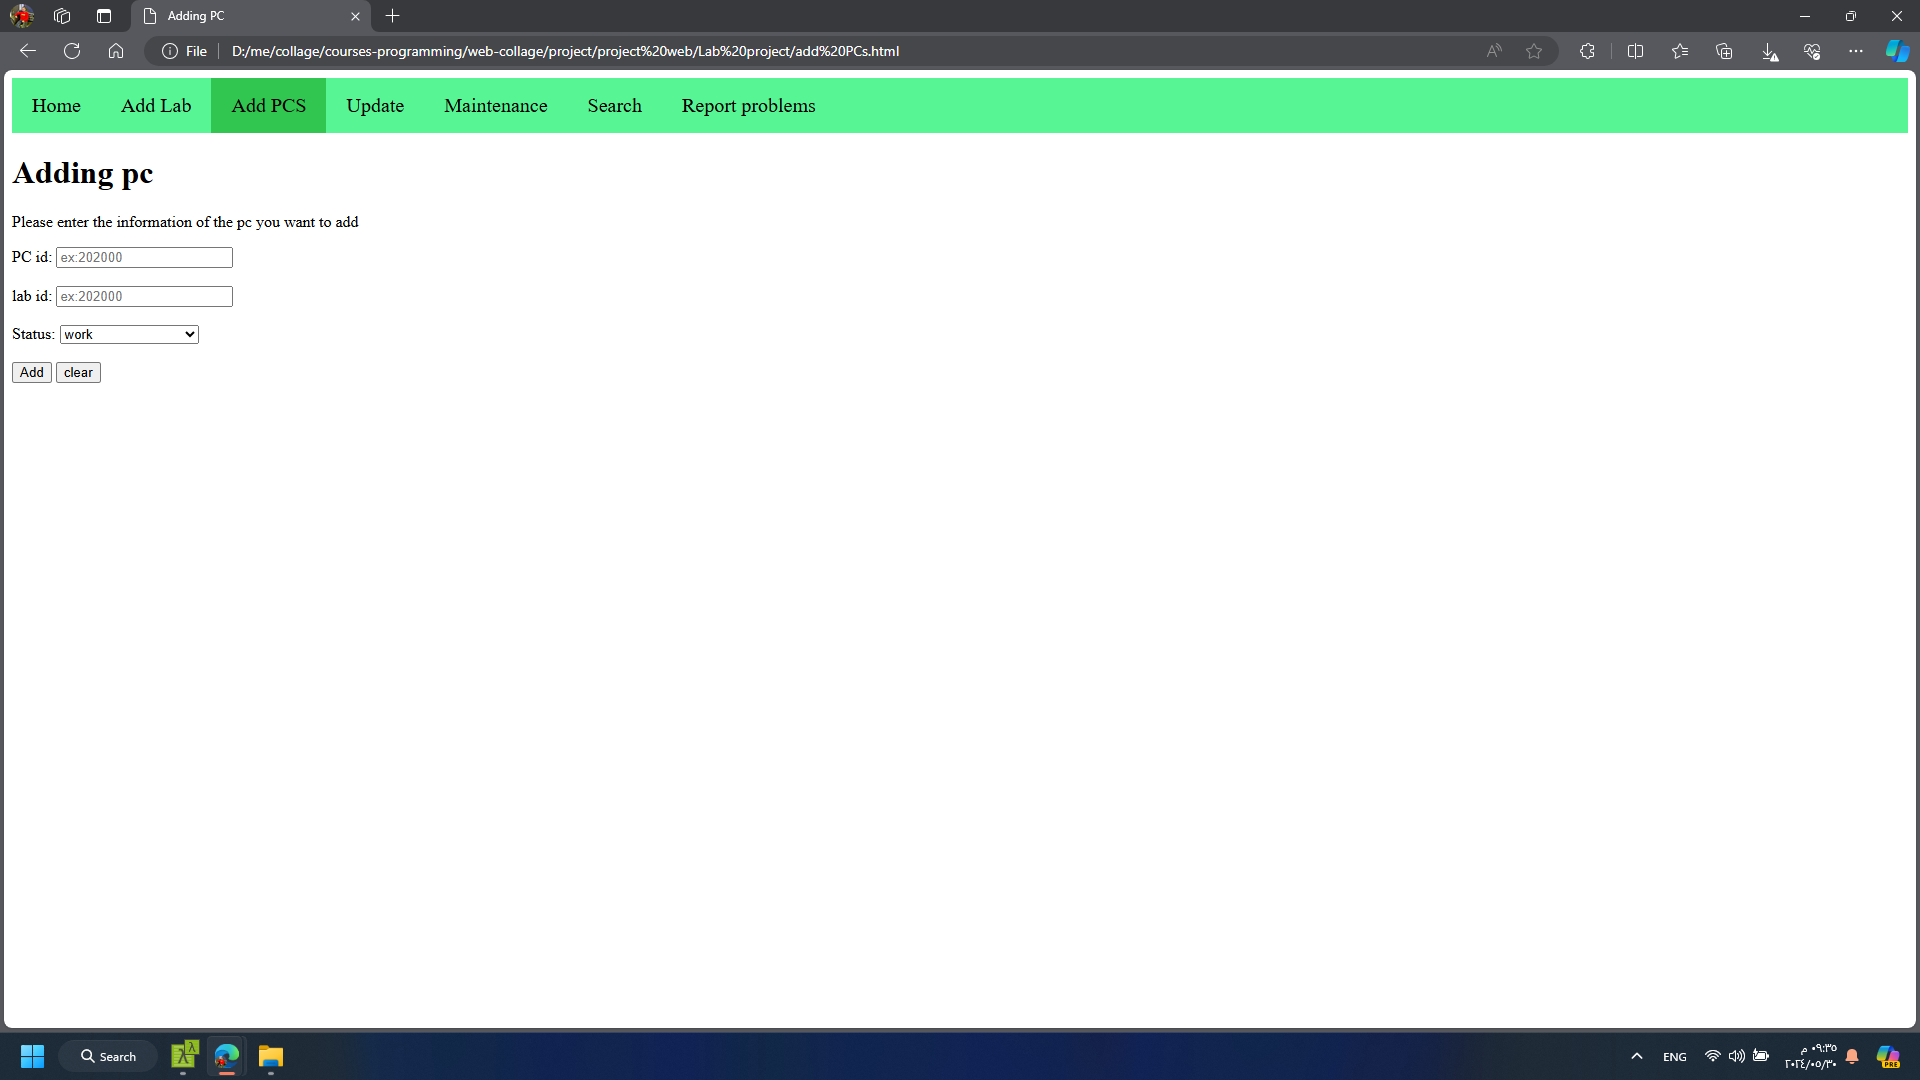 Adding PC
File
D:/me/collage/courses-programming/web-collage/project/project%20web/Lab%20project/add%20PCs.html
Home Add Lab Add PCS Update Maintenance Search Report problems
Adding pc
Please enter the information of the pc you want to add
PC id: ex:202000
lab id: ex:202000
Status: work
Add clear
Search
ENG
٠٩:٣٥ م
٢٠٢٤/٠٥/٣٠
PRE